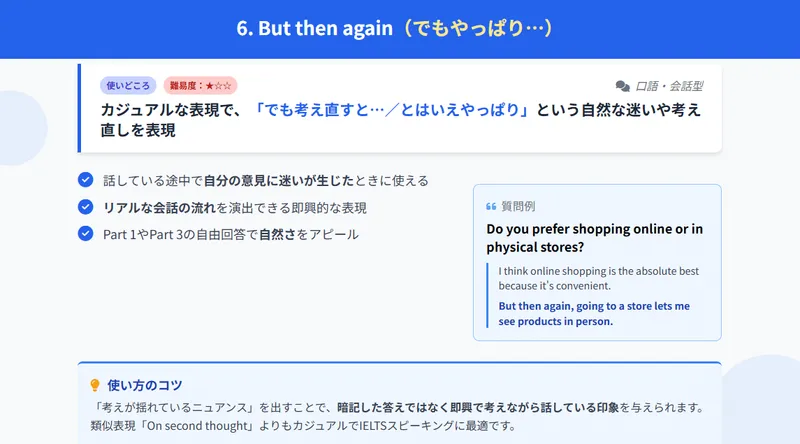 6. But then again（でもやっぱり…）
使いどころ 難易度：★☆☆
口語・会話型
カジュアルな表現で、「でも考え直すと…／とはいえやっぱり」という自然な迷いや考え
直しを表現
話している途中で自分の意見に迷いが生じたときに使える
リアルな会話の流れを演出できる即興的な表現
Part 1やPart 3の自由回答で自然さをアピール
質問例
Do you prefer shopping online or in
physical stores?
I think online shopping is the absolute best
because it's convenient.
But then again, going to a store lets me
see products in person.
使い方のコツ
「考えが揺れているニュアンス」を出すことで、暗記した答えではなく即興で考えながら話している印象を与えられます。
類似表現「On second thought」よりもカジュアルでIELTSスピーキングに最適です。